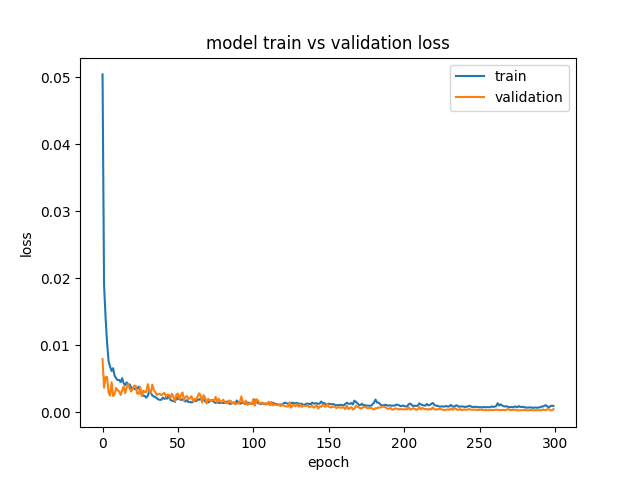 model train vs validation loss
train
validation
0.05
0.04
0.03
0.02
0.01
0.00
loss
0 50 100 150 200 250 300
epoch